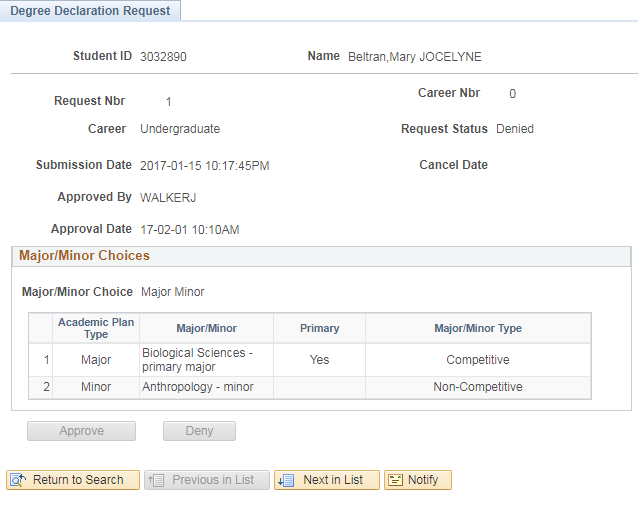 Degree Declaration Request
Student ID 3032890 Name Beltran,Mary JOCELYNE
Request Nbr 1 Career Nbr 0
Career Undergraduate Request Status Denied
Submission Date 2017-01-15 10:17:45PM Cancel Date
Approved By WALKERJ
Approval Date 17-02-01 10:10AM
Major/Minor Choices
Major/Minor Choice Major Minor
Academic Plan Type Major/Minor Primary Major/Minor Type
1 Major Biological Sciences - primary major Yes Competitive
2 Minor Anthropology - minor Non-Competitive
Approve Deny
Return to Search Previous in List Next in List Notify